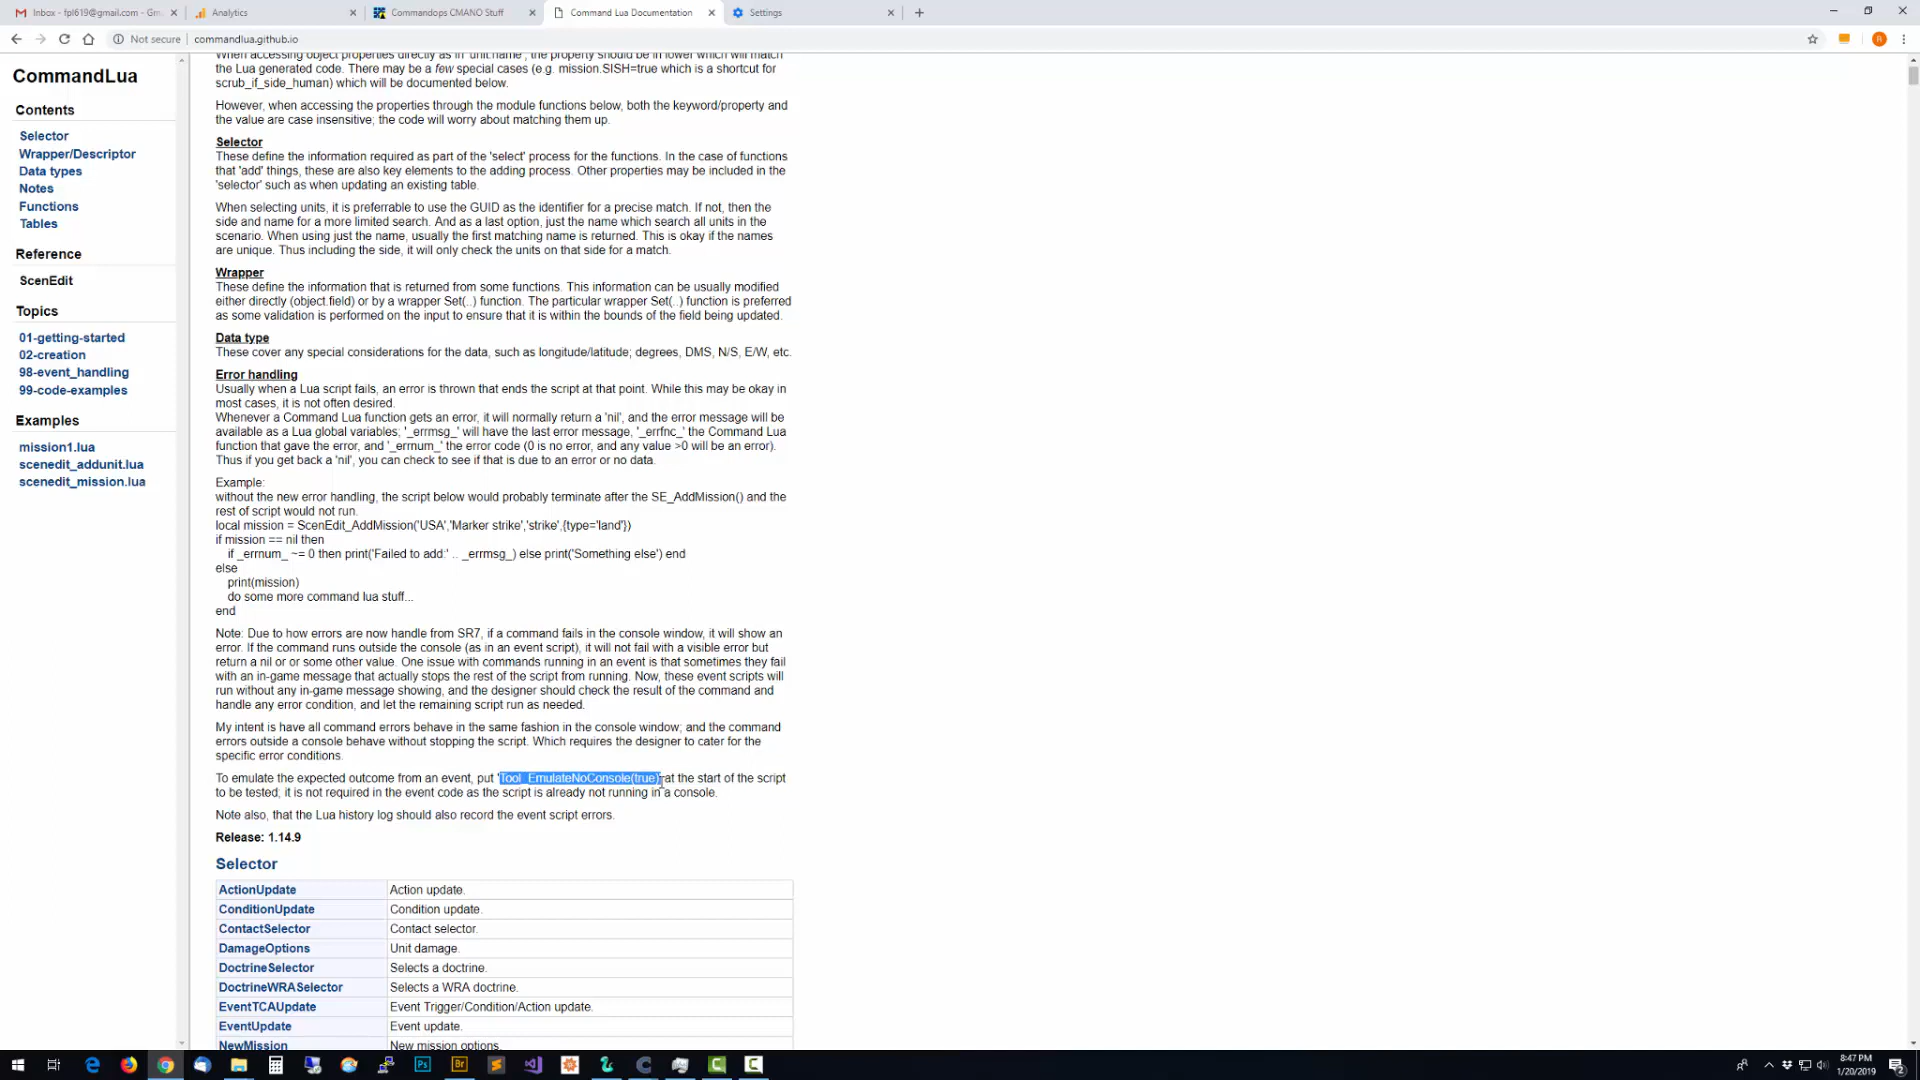 Inbox - fpl619@gmail.com - Gm
Analytics
Commandops CMANO Stuff
Command Lua Documentation
Settings
Not secure
commandlua.github.io
CommandLua
Contents
Selector
Wrapper/Descriptor
Data types
Notes
Functions
Tables
Reference
ScenEdit
Topics
01-getting-started
02-creation
98-event_handling
99-code-examples
Examples
mission1.lua
scenedit_addunit.lua
scenedit_mission.lua
When accessing object properties directly as in 'unit.name', the property should be in lower which will match
the Lua generated code. There may be a few special cases (e.g. mission.SISH=true which is a shortcut for
scrub_if_side_human) which will be documented below.
However, when accessing the properties through the module functions below, both the keyword/property and
the value are case insensitive; the code will worry about matching them up.
Selector
These define the information required as part of the 'select' process for the functions. In the case of functions
that 'add' things, these are also key elements to the adding process. Other properties may be included in the
'selector' such as when updating an existing table.
When selecting units, it is preferrable to use the GUID as the identifier for a precise match. If not, then the
side and name for a more limited search. And as a last option, just the name which search all units in the
scenario. When using just the name, usually the first matching name is returned. This is okay if the names
are unique. Thus including the side, it will only check the units on that side for a match.
Wrapper
These define the information that is returned from some functions. This information can be usually modified
either directly (object.field) or by a wrapper Set(..) function. The particular wrapper Set(..) function is preferred
as some validation is performed on the input to ensure that it is within the bounds of the field being updated.
Data type
These cover any special considerations for the data, such as longitude/latitude; degrees, DMS, N/S, E/W, etc.
Error handling
Usually when a Lua script fails, an error is thrown that ends the script at that point. While this may be okay in
most cases, it is not often desired.
Whenever a Command Lua function gets an error, it will normally return a 'nil', and the error message will be
available as a Lua global variables; '_errmsg_' will have the last error message, '_errfnc_' the Command Lua
function that gave the error, and '_errnum_' the error code (0 is no error, and any value >0 will be an error).
Thus if you get back a 'nil', you can check to see if that is due to an error or no data.
Example:
without the new error handling, the script below would probably terminate after the SE_AddMission() and the
rest of script would not run.
local mission = ScenEdit_AddMission('USA','Marker strike','strike',{type='land'})
if mission == nil then
if _errnum_ ~= 0 then print('Failed to add:' .. _errmsg_) else print('Something else') end
else
print(mission)
do some more command lua stuff...
end
Note: Due to how errors are now handle from SR7, if a command fails in the console window, it will show an
error. If the command runs outside the console (as in an event script), it will not fail with a visible error but
return a nil or or some other value. One issue with commands running in an event is that sometimes they fail
with an in-game message that actually stops the rest of the script from running. Now, these event scripts will
run without any in-game message showing, and the designer should check the result of the command and
handle any error condition, and let the remaining script run as needed.
My intent is have all command errors behave in the same fashion in the console window; and the command
errors outside a console behave without stopping the script. Which requires the designer to cater for the
specific error conditions.
To emulate the expected outcome from an event, put 'Tool_EmulateNoConsole(true)' at the start of the script
to be tested; it is not required in the event code as the script is already not running in a console.
Note also, that the Lua history log should also record the event script errors.
Release: 1.14.9
Selector
ActionUpdate Action update.
ConditionUpdate Condition update.
ContactSelector Contact selector.
DamageOptions Unit damage.
DoctrineSelector Selects a doctrine.
DoctrineWRASelector Selects a WRA doctrine.
EventTCAUpdate Event Trigger/Condition/Action update.
EventUpdate Event update.
NewMission New mission options.
8:47 PM
1/20/2019